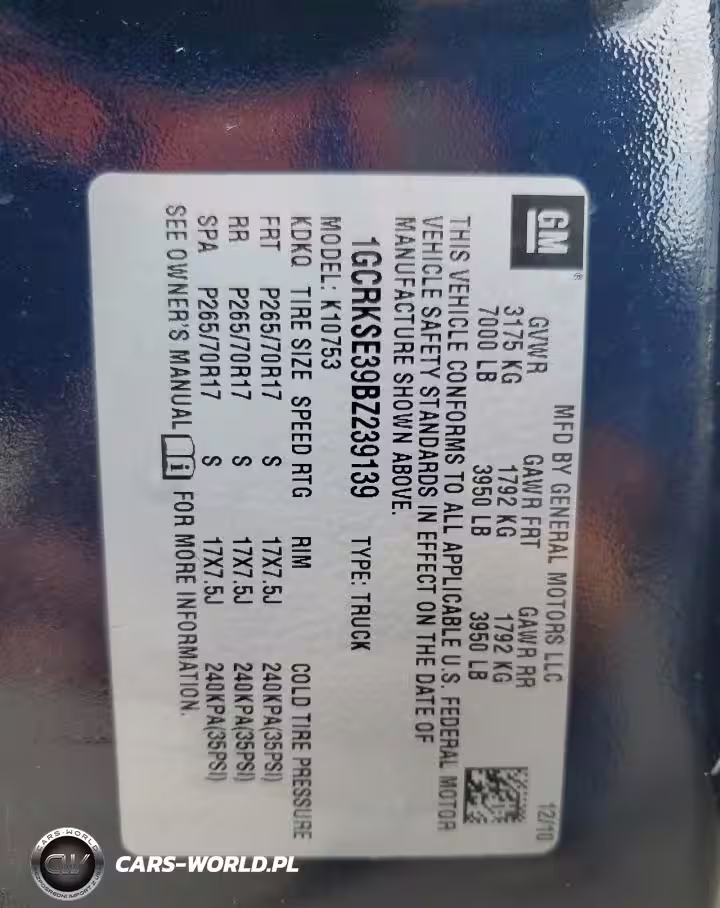 GM
®
MFD BY GENERAL MOTORS LLC 12/10
GVWR GAWR FRT GAWR RR
3175 KG 1792 KG 1792 KG
7000 LB 3950 LB 3950 LB
THIS VEHICLE CONFORMS TO ALL APPLICABLE U.S. FEDERAL MOTOR
VEHICLE SAFETY STANDARDS IN EFFECT ON THE DATE OF
MANUFACTURE SHOWN ABOVE.
1GCRKSE39BZ239139 TYPE: TRUCK
MODEL: K10753
KDKQ TIRE SIZE SPEED RTG RIM COLD TIRE PRESSURE
FRT P265/70R17 S 17X7.5J 240KPA(35PSI)
RR P265/70R17 S 17X7.5J 240KPA(35PSI)
SPA P265/70R17 S 17X7.5J 240KPA(35PSI)
SEE OWNER'S MANUAL i FOR MORE INFORMATION.
CARS-WORLD
CW
CARS-WORLD.PL